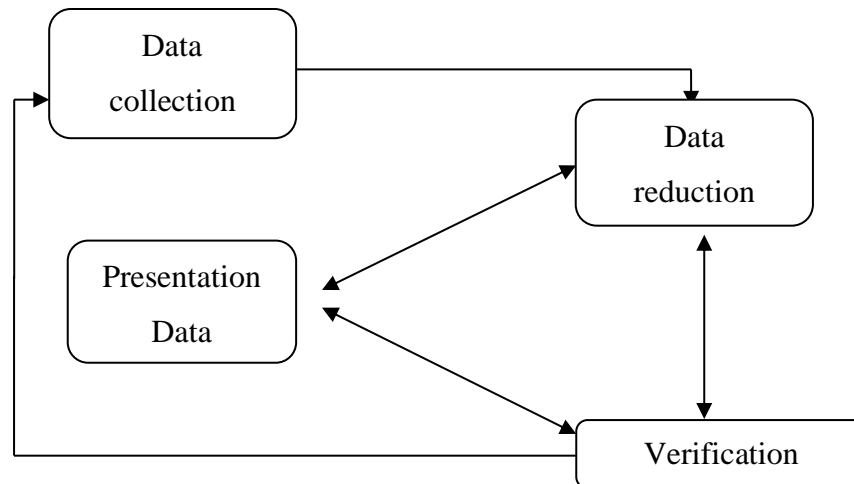 Data
collection
Data
reduction
Presentation
Data
Verification